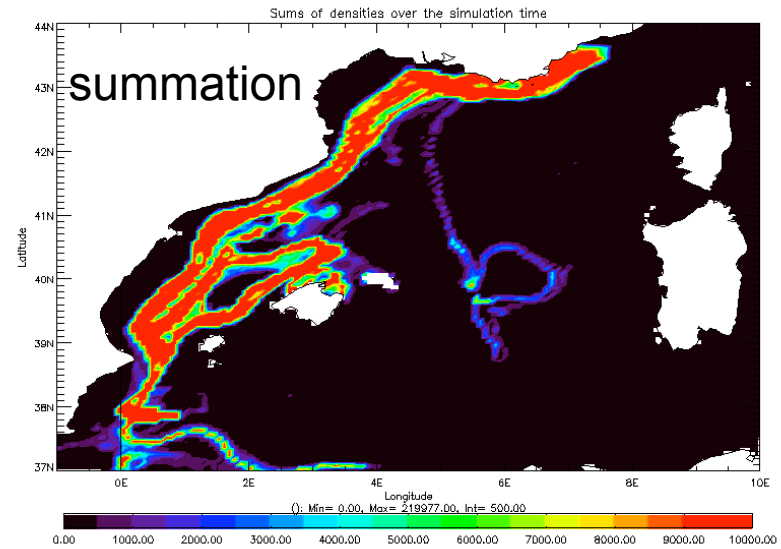 Sums of densities over the simulation time
summation
44N
43N
42N
41N
40N
39N
38N
37N
Latitude
0E 2E 4E 6E 8E 10E
Longitude
(): Min= 0.00, Max= 219977.00, Int= 500.00
0.00 1000.00 2000.00 3000.00 4000.00 5000.00 6000.00 7000.00 8000.00 9000.00 10000.00